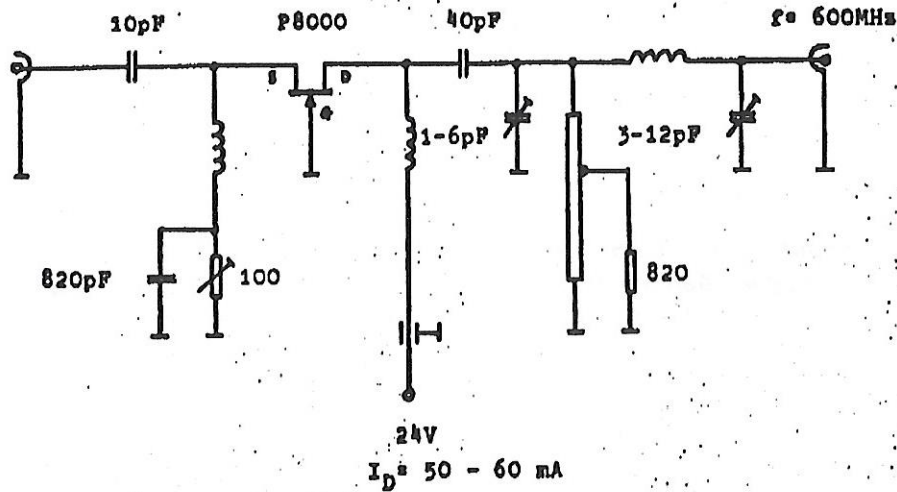 10pF P8000 40pF f= 600MHz
S D
G
1-6pF 3-12pF
820pF 100 820
24V
I_D= 50 - 60 mA